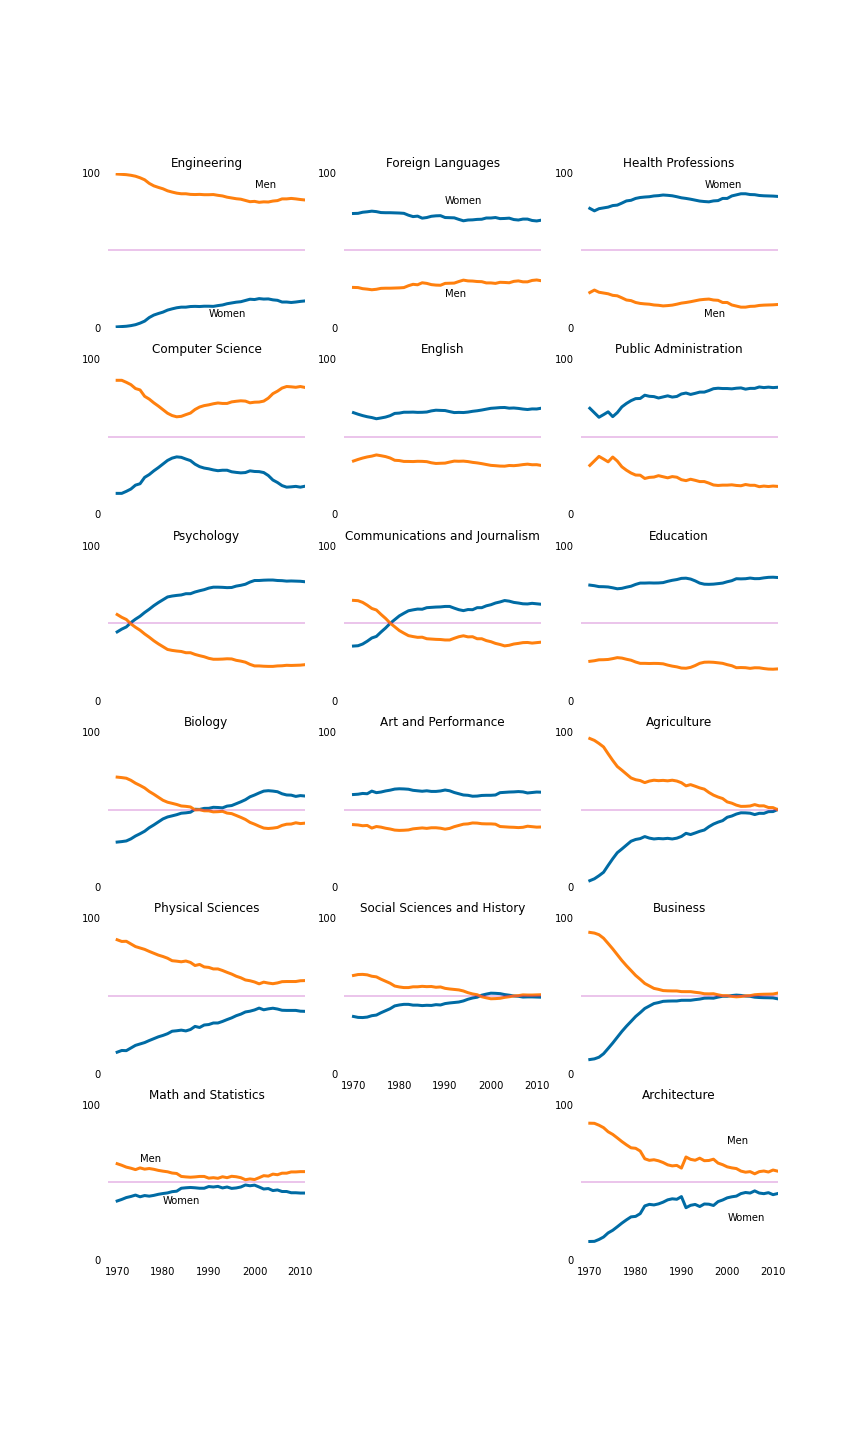 Engineering Foreign Languages Health Professions
100 100 100
Men Women Women
Women Men Men
0 0 0
Computer Science English Public Administration
100 100 100
0 0 0
Psychology Communications and Journalism Education
100 100 100
0 0 0
Biology Art and Performance Agriculture
100 100 100
0 0 0
Physical Sciences Social Sciences and History Business
100 100 100
0 0 0
1970 1980 1990 2000 2010
Math and Statistics Architecture
100 100
Men Men
Women Women
0 0
1970 1980 1990 2000 2010 1970 1980 1990 2000 2010